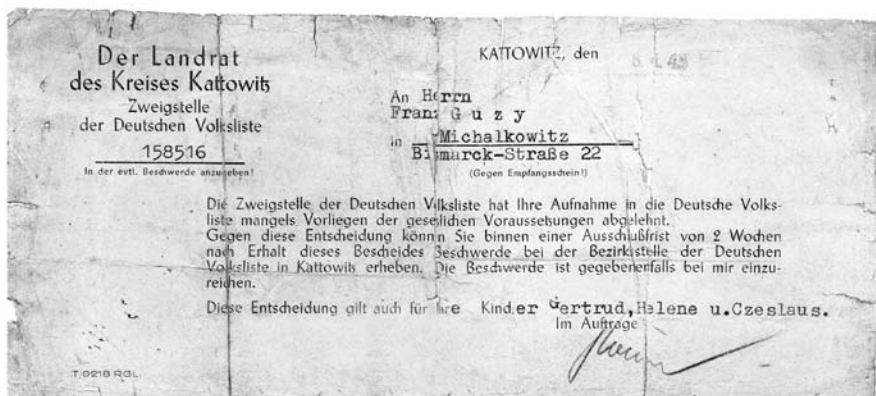 Der Landrat
des Kreises Kattowitz
Zweigstelle
der Deutschen Volksliste
158516
In der evtl. Beschwerde anzugeben!
KATTOWITZ, den
An Herrn
Franz Guzy
in Michalkowitz
Bismarck-Straße 22
(Gegen Empfangsschein!)
Die Zweigstelle der Deutschen Volksliste hat Ihre Aufnahme in die Deutsche Volks-
liste mangels Vorliegen der gesetzlichen Voraussetzungen abgelehnt.
Gegen diese Entscheidung können Sie binnen einer Ausschlußfrist von 2 Wochen
nach Erhalt dieses Bescheides Beschwerde bei der Bezirksstelle der Deutschen
Volksliste in Kattowitz erheben. Die Beschwerde ist gegebenenfalls bei mir einzu-
reichen.
Diese Entscheidung gilt auch für Ihre Kinder Gertrud, Helene u. Czeslaus.
Im Auftrage
T/0218 RGL.